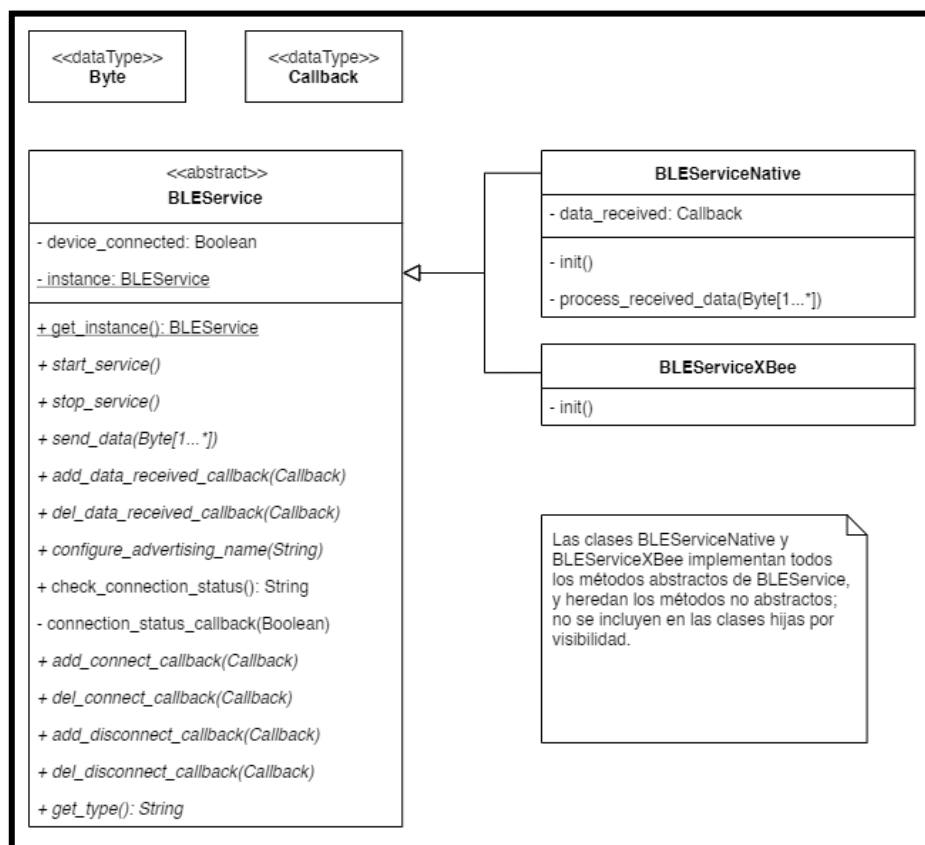 <<dataType>>
Byte
<<dataType>>
Callback
<<abstract>>
BLEService
- device_connected: Boolean
- instance: BLEService
+ get_instance(): BLEService
+ start_service()
+ stop_service()
+ send_data(Byte[1...*])
+ add_data_received_callback(Callback)
+ del_data_received_callback(Callback)
+ configure_advertising_name(String)
+ check_connection_status(): String
- connection_status_callback(Boolean)
+ add_connect_callback(Callback)
+ del_connect_callback(Callback)
+ add_disconnect_callback(Callback)
+ del_disconnect_callback(Callback)
+ get_type(): String
BLEServiceNative
- data_received: Callback
- init()
- process_received_data(Byte[1...*])
BLEServiceXBee
- init()
Las clases BLEServiceNative y
BLEServiceXBee implementan todos
los métodos abstractos de BLEService,
y heredan los métodos no abstractos;
no se incluyen en las clases hijas por
visibilidad.